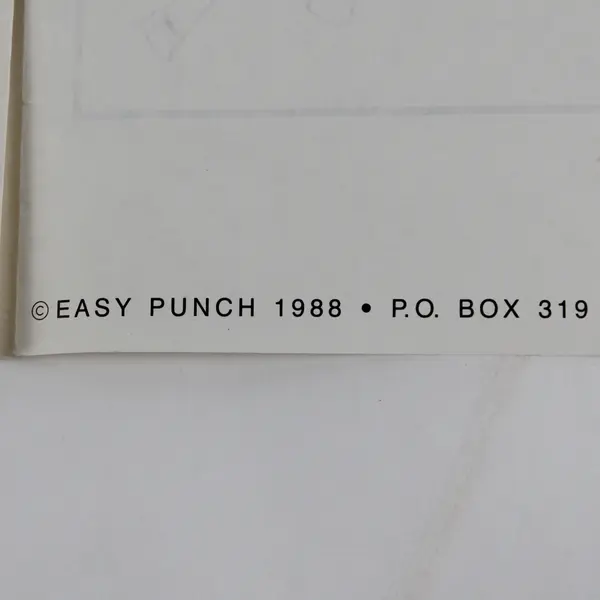 ©EASY PUNCH 1988 • P.O. BOX 319